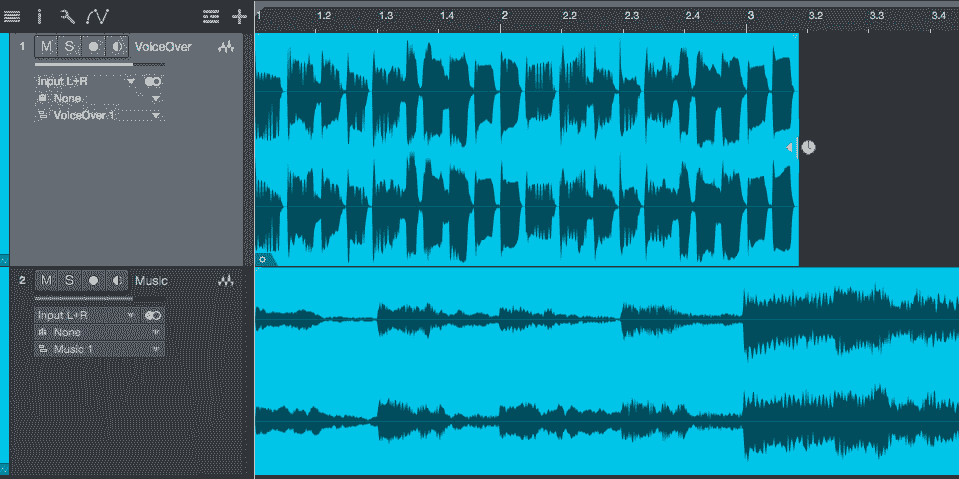 1 1.2 1.3 1.4 2 2.2 2.3 2.4 3 3.2 3.3 3.4
1 M S VoiceOver
Input L+R
None
VoiceOver 1
2 M S Music
Input L+R
None
Music 1